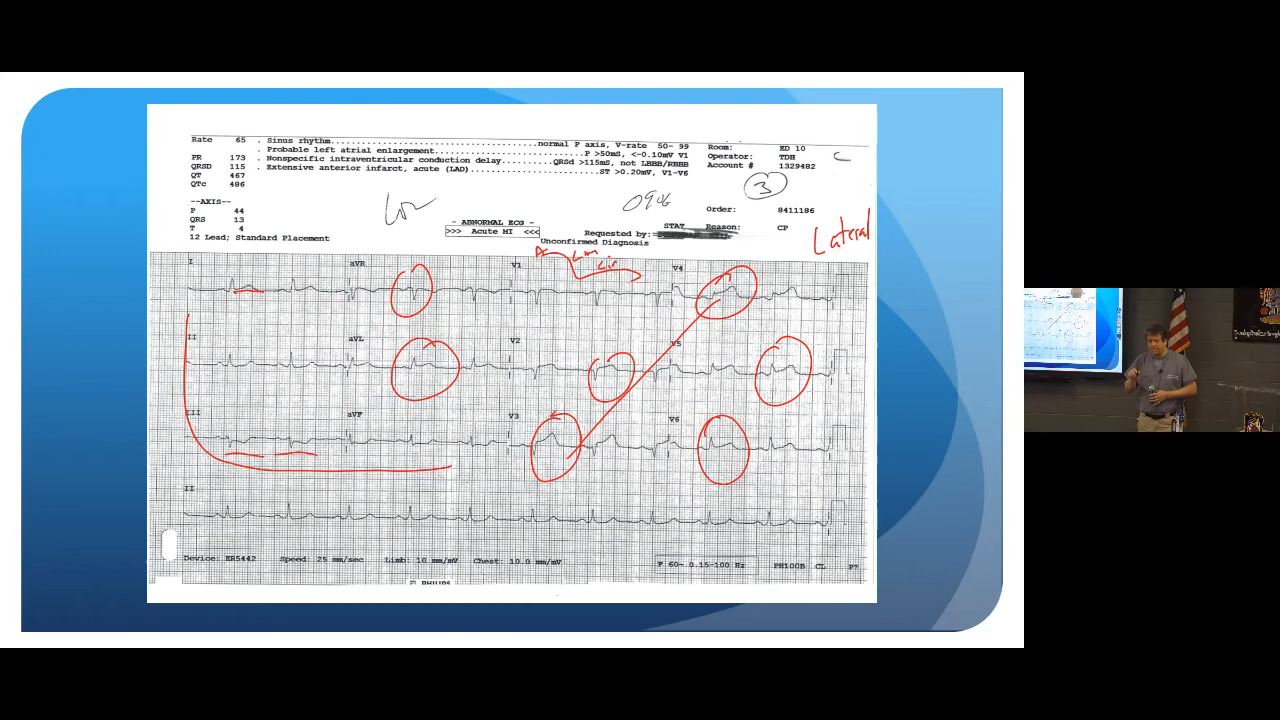 Rate 65 . Sinus rhythm.......................................normal P axis, V-rate 50- 99
. Probable left atrial enlargement.............................P >50mS, <-0.10mV V1
PR 173 . Nonspecific intraventricular conduction delay........QRSd >115mS, not LBBB/RBBB
QRSD 115 . Extensive anterior infarct, acute (LAD)......................ST >0.20mV, V1-V6
QT 467
QTc 486
Room: ED 10
Operator: TDH
Account # 1329482
3
0906
--AXIS--
P 44
QRS 13
T 4
12 Lead; Standard Placement
- ABNORMAL ECG -
>>> Acute MI <<<
Unconfirmed Diagnosis
Order: 8411186
STAT Reason: CP
Requested by:
Lateral
I aVR V1 V4
II aVL V2 V5
III aVF V3 V6
II
Device: ER5442 Speed: 25 mm/sec Limb: 10 mm/mV Chest: 10.0 mm/mV F 60~ 0.15-100 Hz PH100B CL P?
PHILIPS